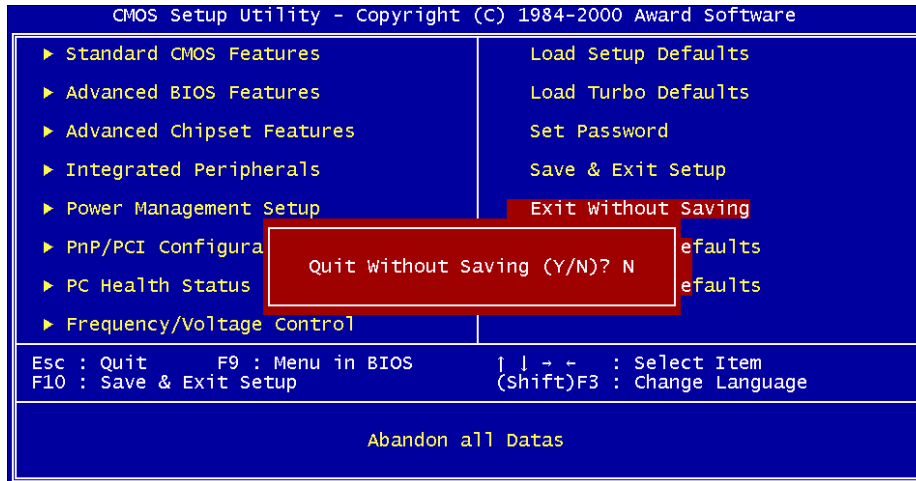 CMOS Setup Utility - Copyright (C) 1984-2000 Award Software
▶ Standard CMOS Features
▶ Advanced BIOS Features
▶ Advanced Chipset Features
▶ Integrated Peripherals
▶ Power Management Setup
▶ PnP/PCI Configura
▶ PC Health Status
▶ Frequency/Voltage Control
Load Setup Defaults
Load Turbo Defaults
Set Password
Save & Exit Setup
Exit Without Saving
efaults
efaults
Quit Without Saving (Y/N)? N
Esc : Quit F9 : Menu in BIOS ↑ ↓ → ← : Select Item
F10 : Save & Exit Setup (Shift)F3 : Change Language
Abandon all Datas